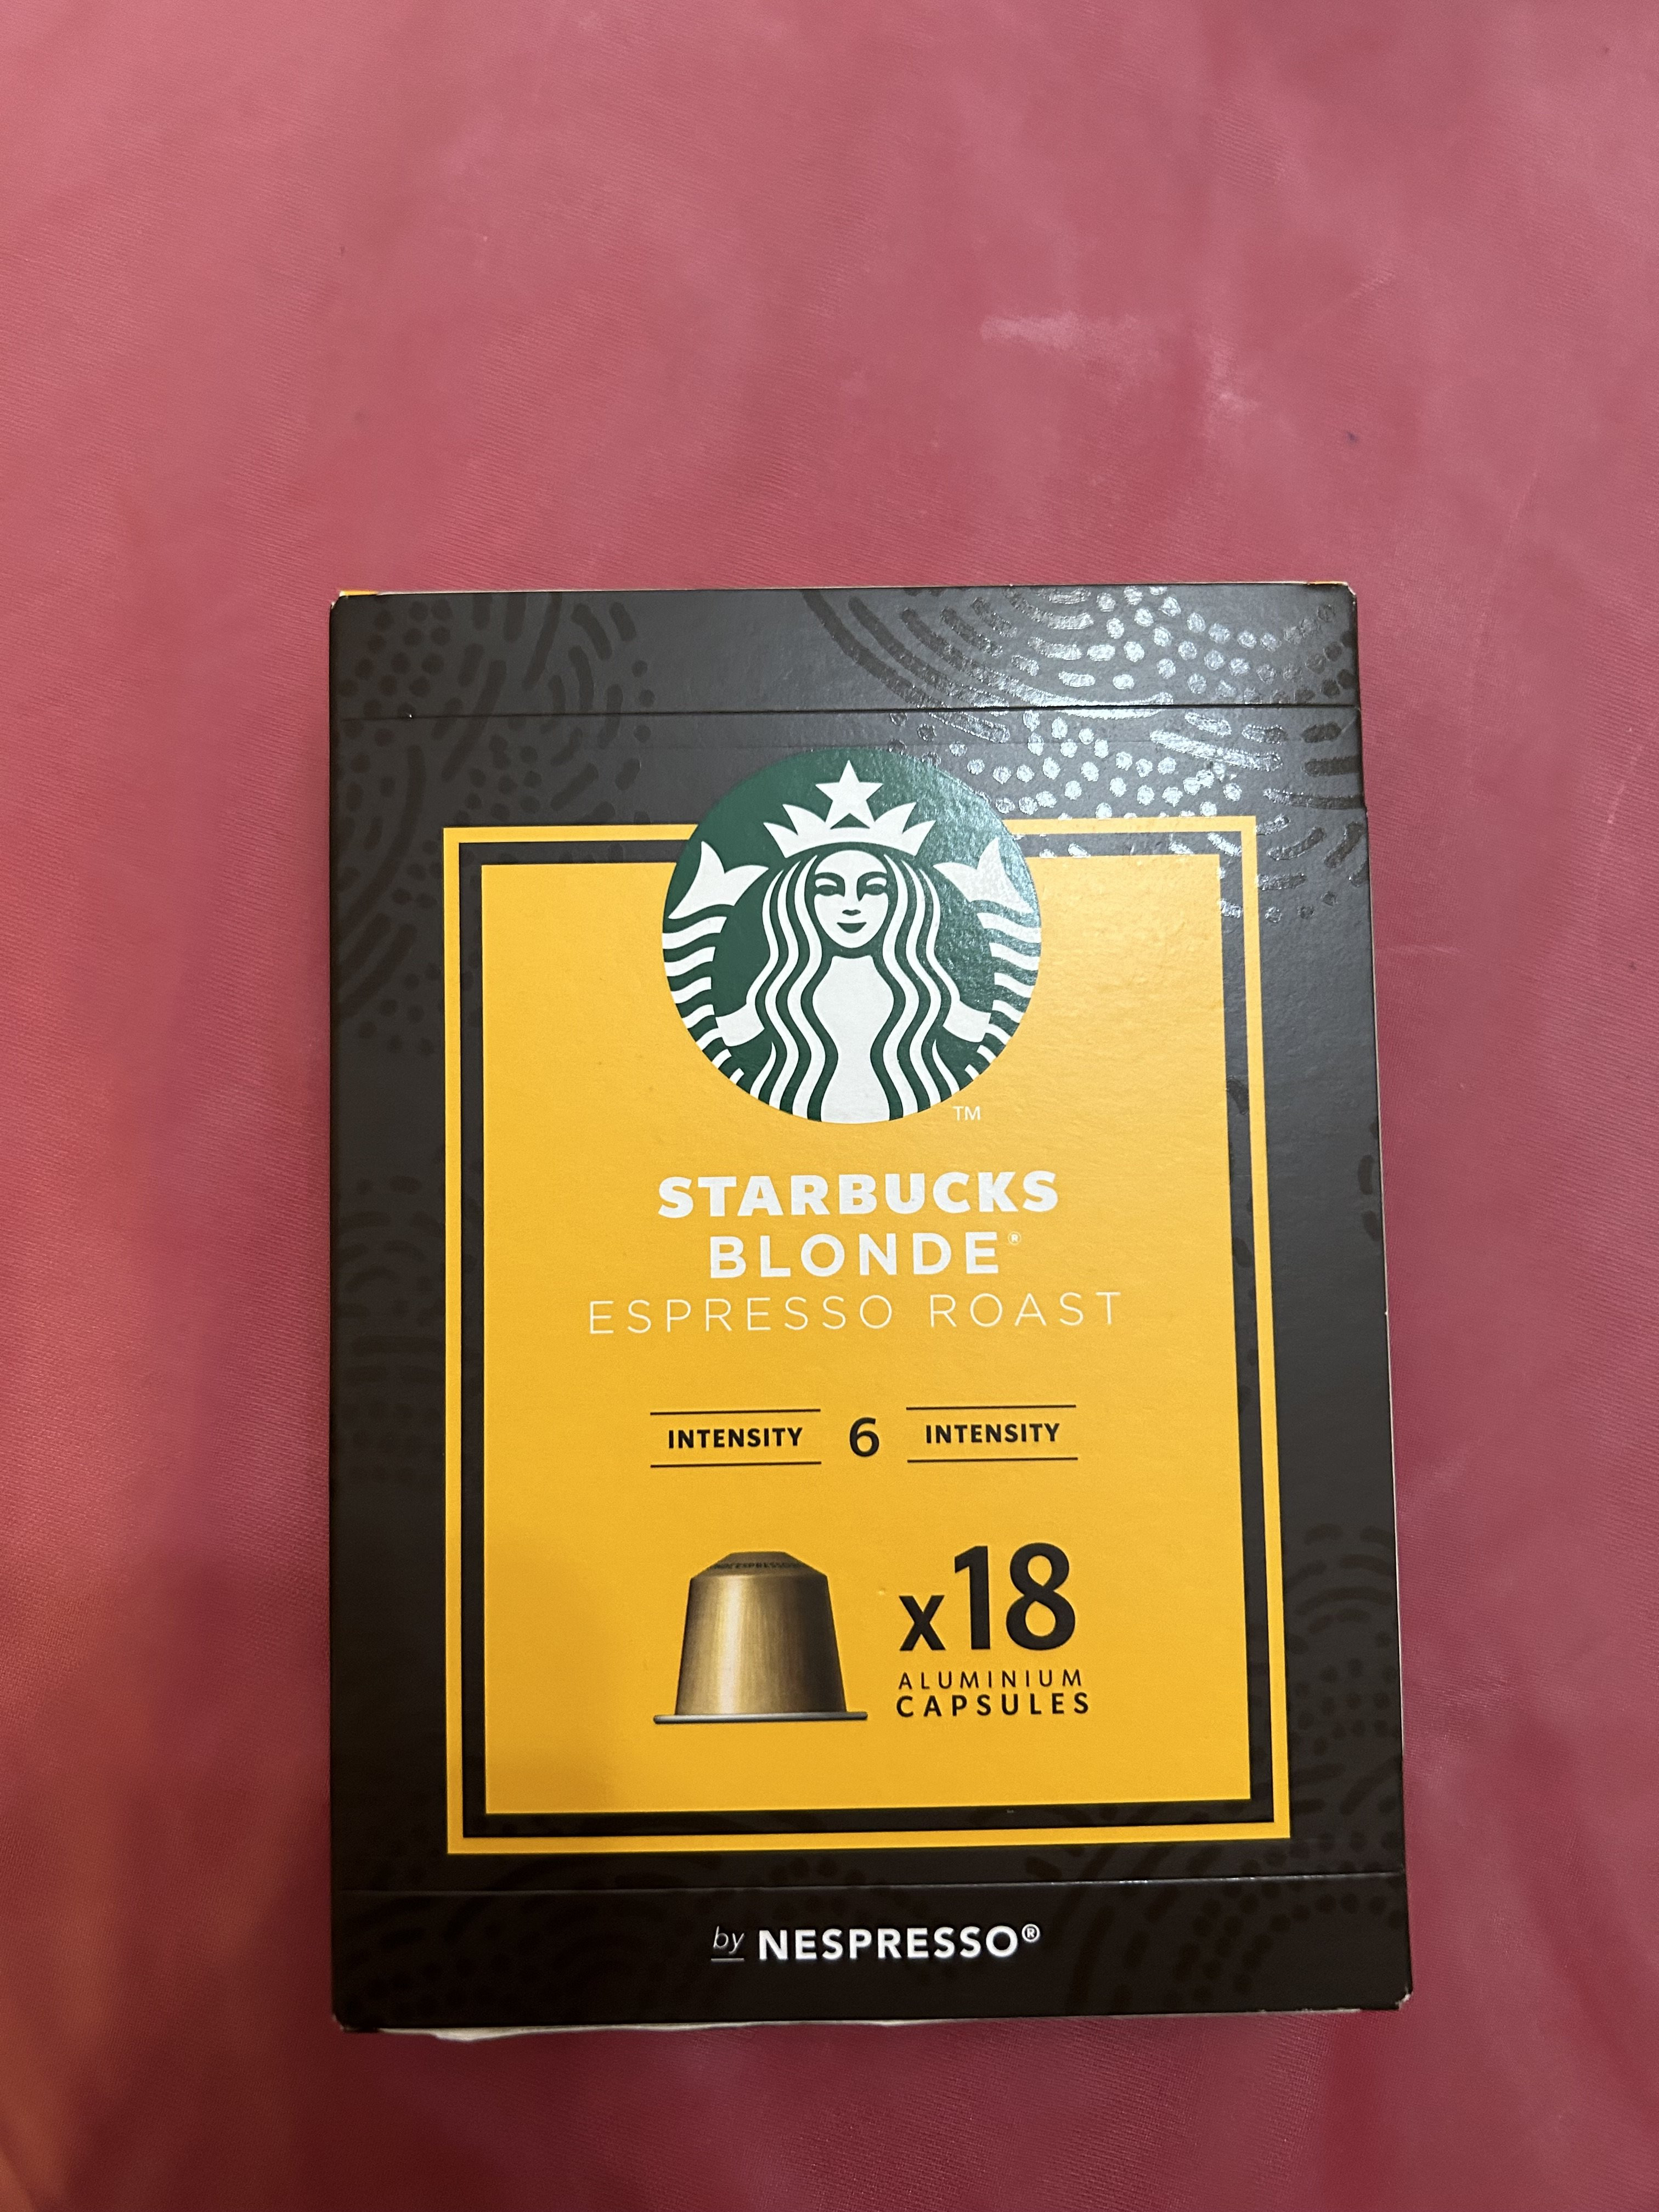 TM
STARBUCKS
BLONDE®
ESPRESSO ROAST
INTENSITY 6 INTENSITY
x18
ALUMINIUM
CAPSULES
by NESPRESSO®